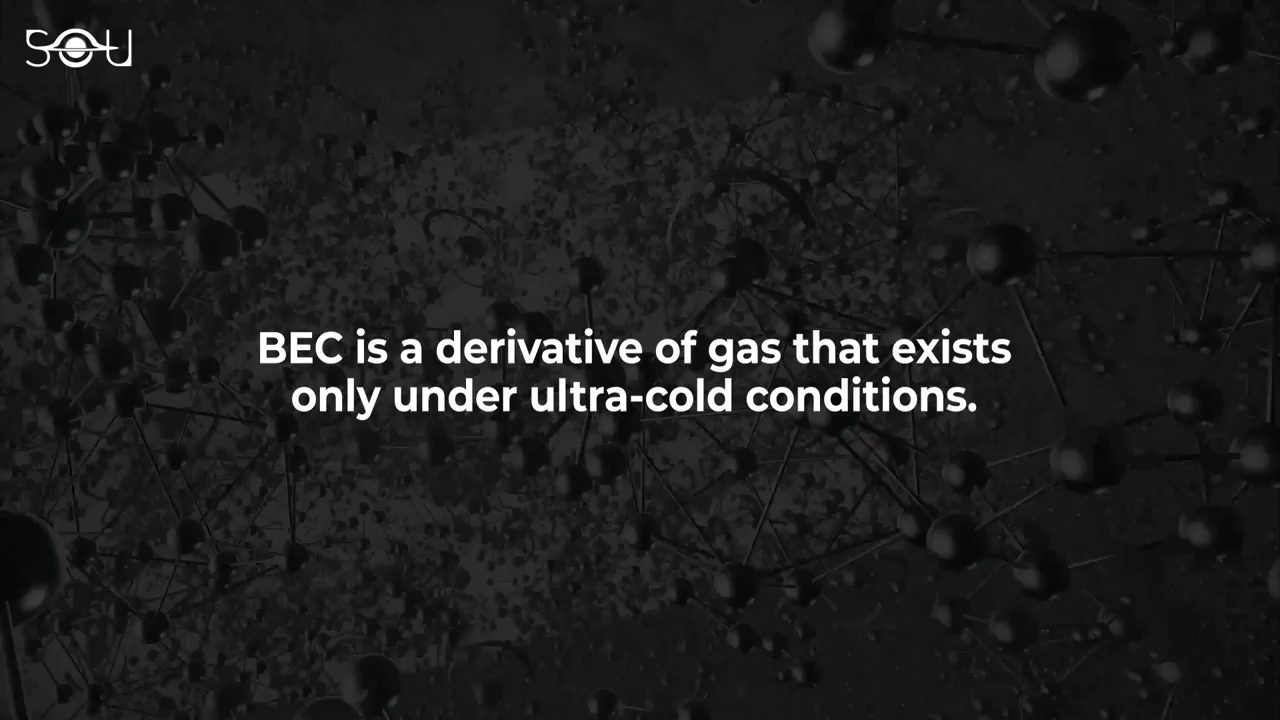 SOU
BEC is a derivative of gas that exists
only under ultra-cold conditions.